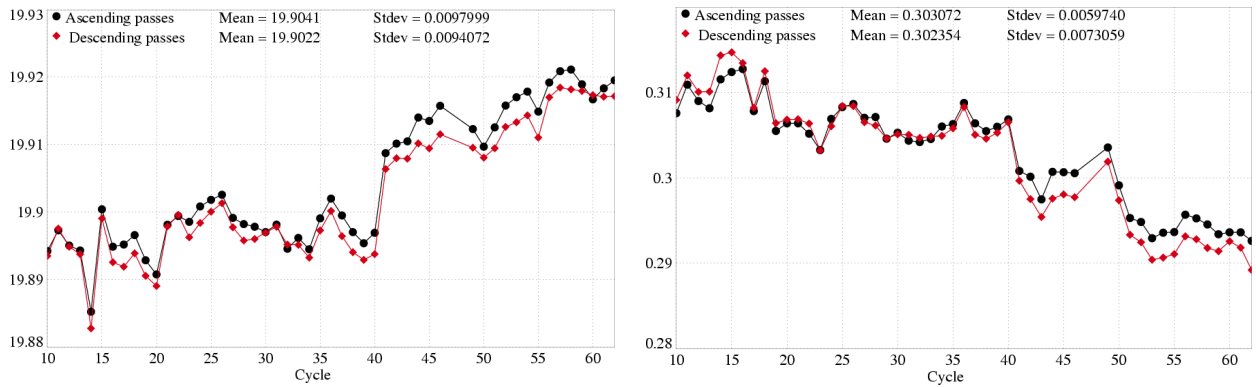 19.93
Ascending passes Mean = 19.9041 Stdev = 0.0097999
Descending passes Mean = 19.9022 Stdev = 0.0094072
19.92
19.91
19.9
19.89
19.88
10 15 20 25 30 35 40 45 50 55 60
Cycle
Ascending passes Mean = 0.303072 Stdev = 0.0059740
Descending passes Mean = 0.302354 Stdev = 0.0073059
0.31
0.3
0.29
0.28
10 15 20 25 30 35 40 45 50 55 60
Cycle